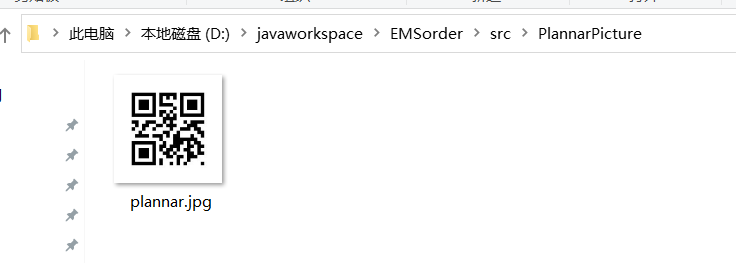 此电脑 > 本地磁盘 (D:) > javaworkspace > EMSorder > src > PlannarPicture
plannar.jpg